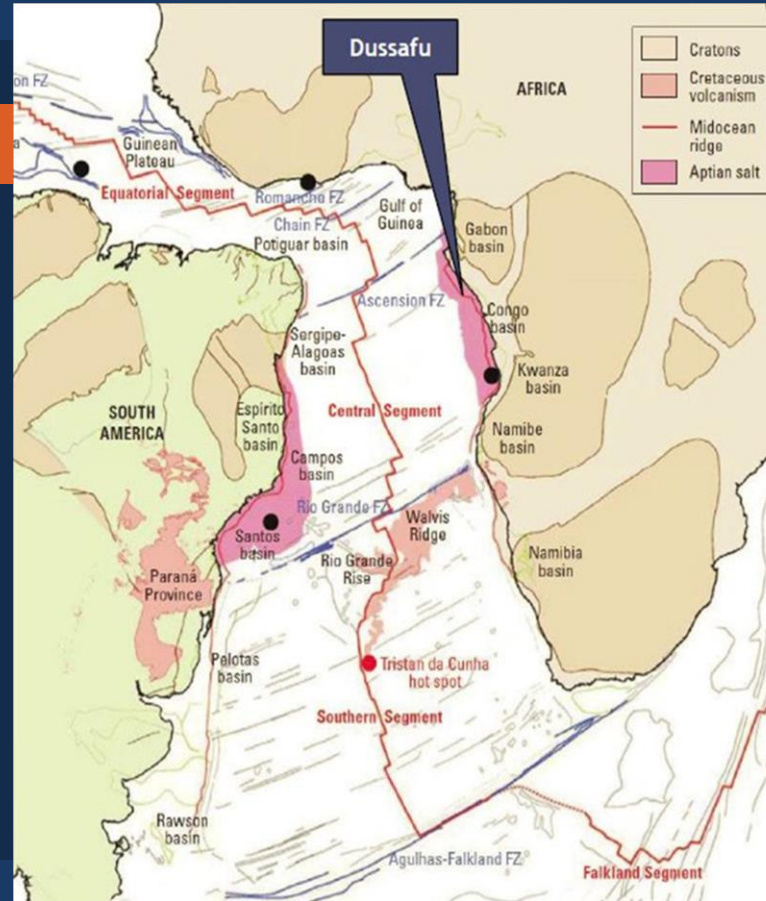 Dussafu
AFRICA
Cratons
Cretaceous
volcanism
Midocean
ridge
Aptian salt
on FZ
a
Guinean
Plateau
Equatorial Segment
Romanche FZ
Chain FZ
Potiguar basin
Gulf of
Guinea
Gabon
basin
Ascension FZ
Congo
basin
Sergipe-
Alagoas
basin
Kwanza
basin
SOUTH
AMERICA
Espirito
Santo
basin
Central Segment
Namibe
basin
Campos
basin
Rio Grande FZ
Walvis
Ridge
Santos
basin
Rio Grande
Rise
Namibia
basin
Paraná
Province
Pelotas
basin
Tristan da Cunha
hot spot
Southern Segment
Rawson
basin
Agulhas-Falkland FZ
Falkland Segment